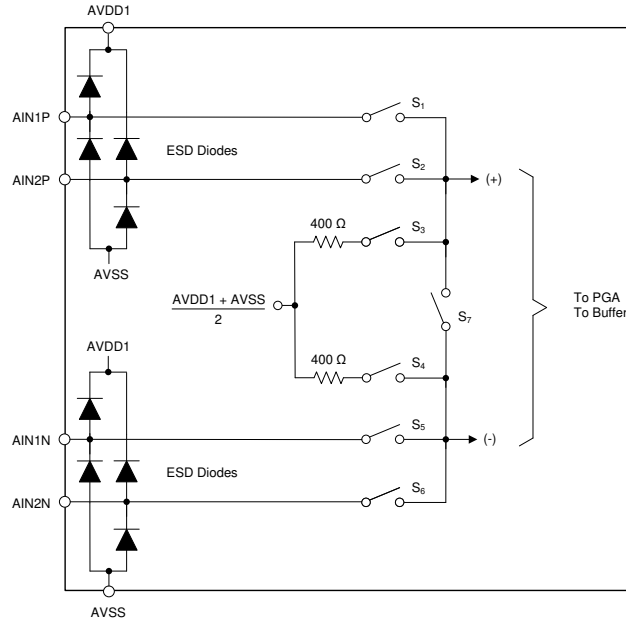 AVDD1
AIN1P
S1
ESD Diodes
AIN2P
S2
(+)
400 Ω
S3
AVSS
AVDD1 + AVSS
2
S7
To PGA
To Buffer
AVDD1
400 Ω
S4
AIN1N
S5
(-)
ESD Diodes
AIN2N
S6
AVSS